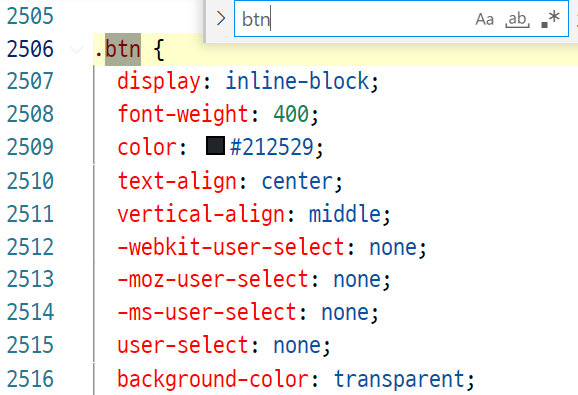 btn
Aa ab .*
2505
2506 .btn {
2507 display: inline-block;
2508 font-weight: 400;
2509 color: #212529;
2510 text-align: center;
2511 vertical-align: middle;
2512 -webkit-user-select: none;
2513 -moz-user-select: none;
2514 -ms-user-select: none;
2515 user-select: none;
2516 background-color: transparent;